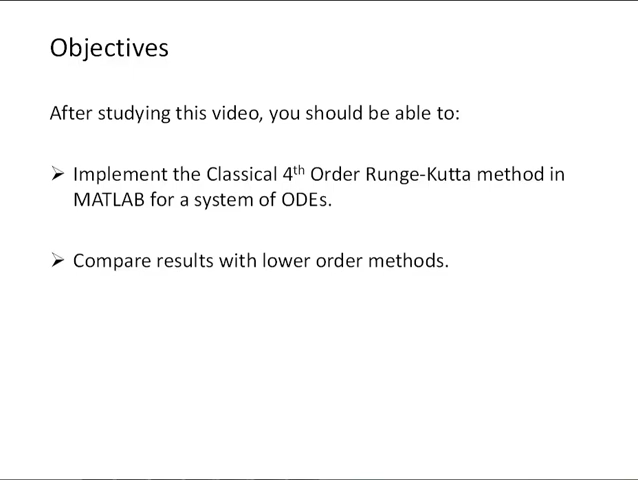 Objectives
After studying this video, you should be able to:
➢ Implement the Classical 4th Order Runge-Kutta method in
MATLAB for a system of ODEs.
➢ Compare results with lower order methods.